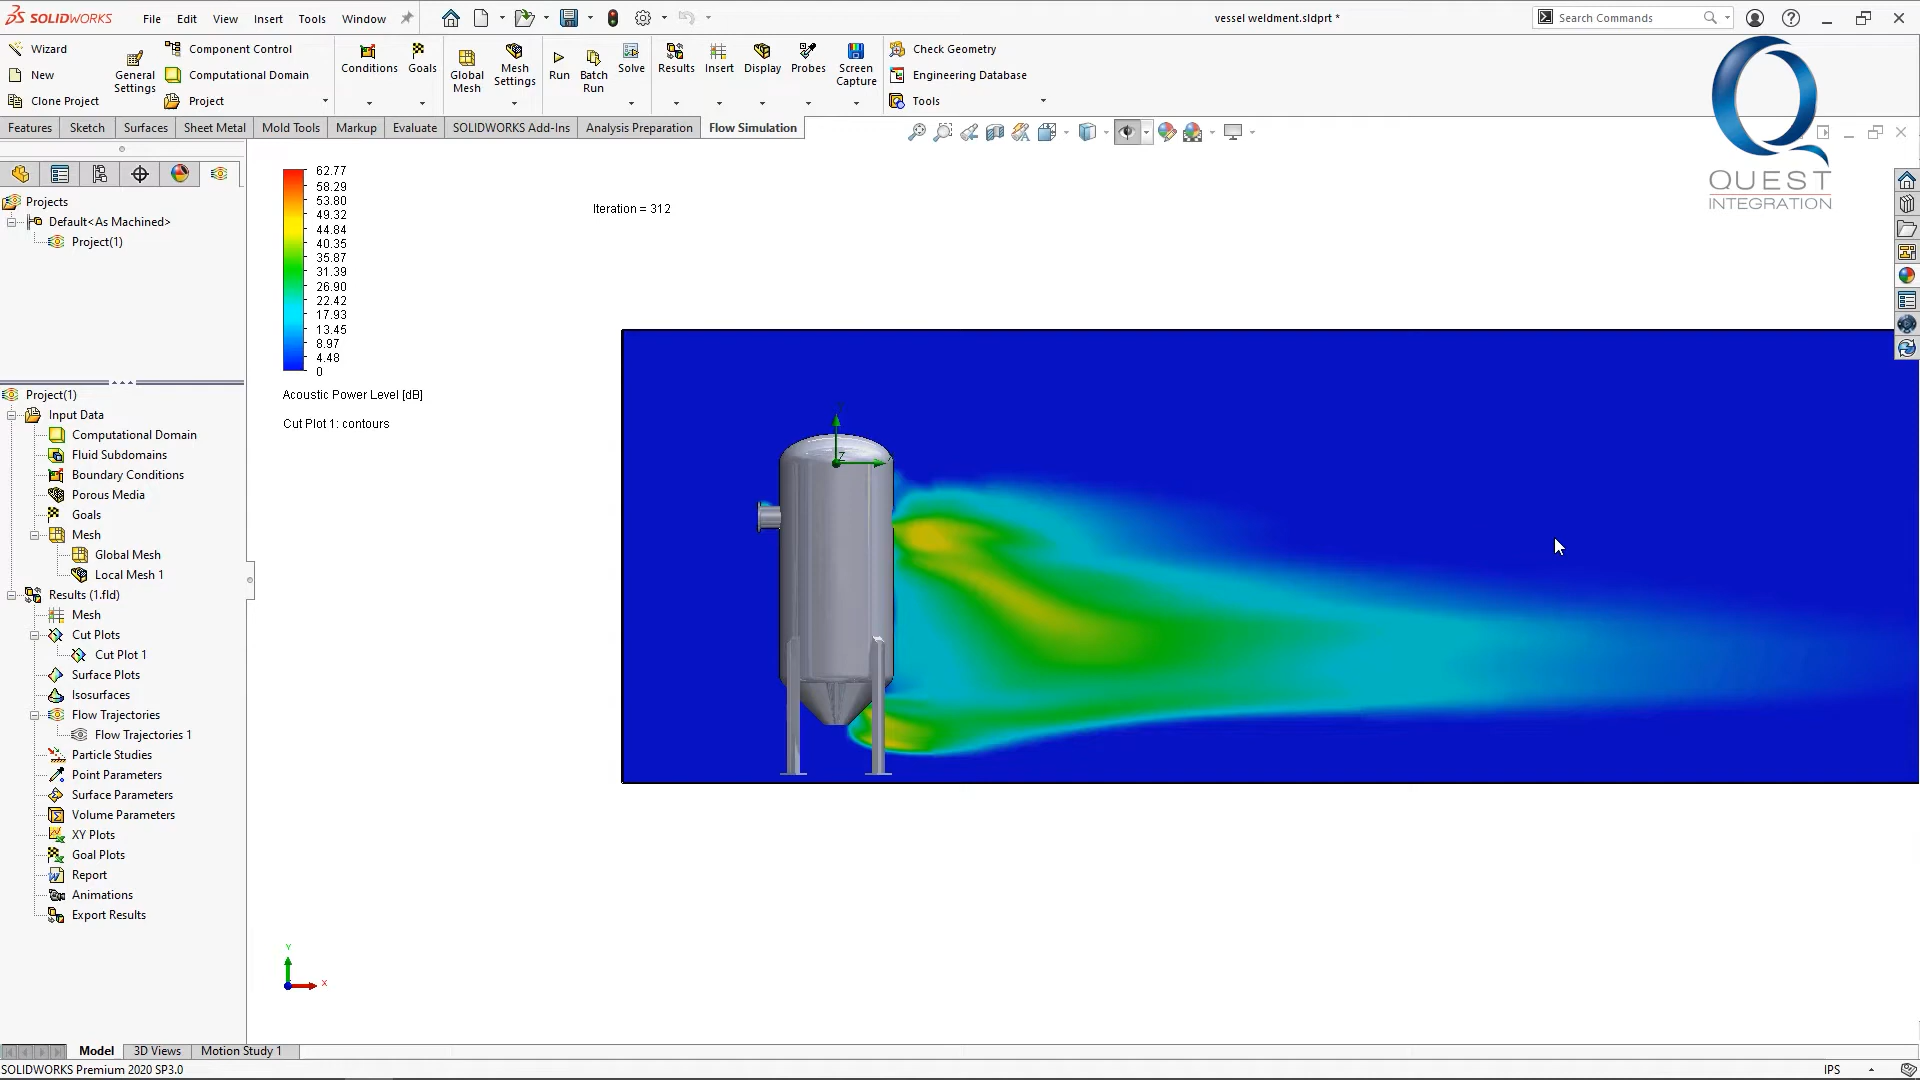 SOLIDWORKS File Edit View Insert Tools Window vessel weldment.sldprt * Search Commands
Wizard
New
Clone Project
General Settings
Component Control
Computational Domain
Project
Conditions
Goals
Global Mesh
Mesh Settings
Run
Batch Run
Solve
Results
Insert
Display
Probes
Screen Capture
Check Geometry
Engineering Database
Tools
Features Sketch Surfaces Sheet Metal Mold Tools Markup Evaluate SOLIDWORKS Add-Ins Analysis Preparation Flow Simulation
QUEST
INTEGRATION
Projects
Default<As Machined>
Project(1)
Project(1)
Input Data
Computational Domain
Fluid Subdomains
Boundary Conditions
Porous Media
Goals
Mesh
Global Mesh
Local Mesh 1
Results (1.fld)
Mesh
Cut Plots
Cut Plot 1
Surface Plots
Isosurfaces
Flow Trajectories
Flow Trajectories 1
Particle Studies
Point Parameters
Surface Parameters
Volume Parameters
XY Plots
Goal Plots
Report
Animations
Export Results
62.77
58.29
53.80
49.32
44.84
40.35
35.87
31.39
26.90
22.42
17.93
13.45
8.97
4.48
0
Acoustic Power Level [dB]
Cut Plot 1: contours
Iteration = 312
Z
Y
X
Model 3D Views Motion Study 1
SOLIDWORKS Premium 2020 SP3.0 IPS